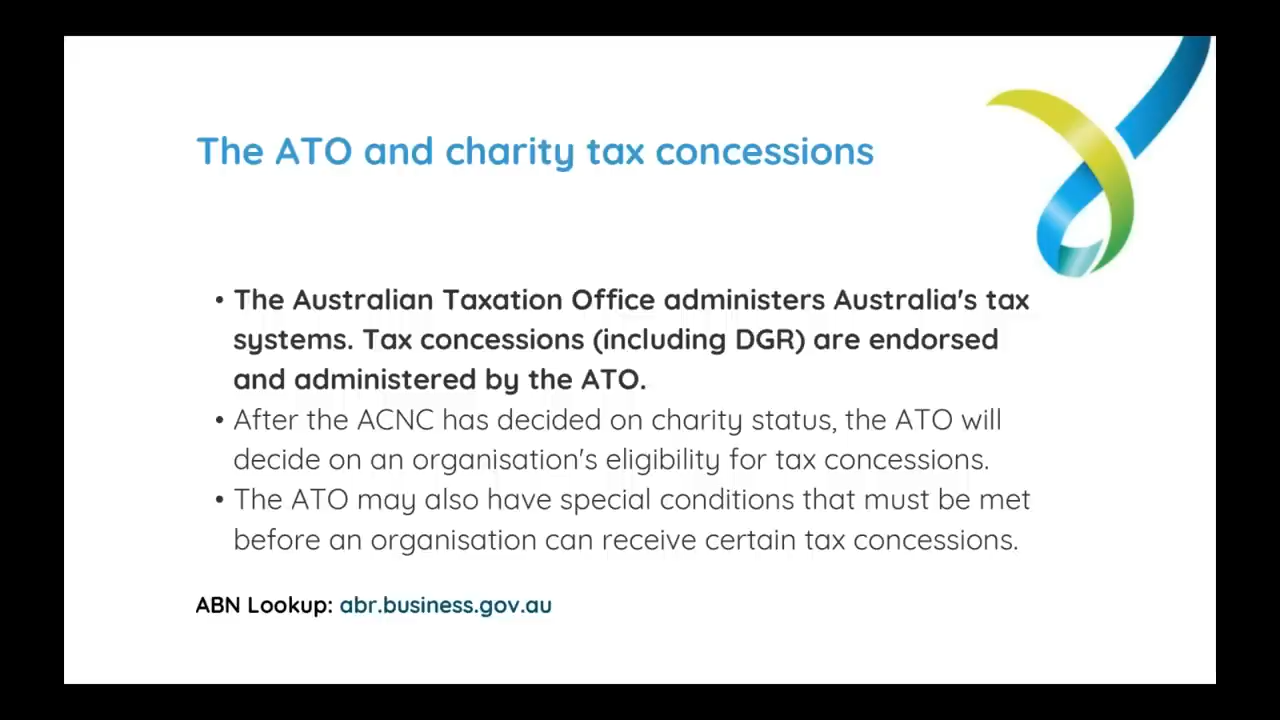 The ATO and charity tax concessions
• The Australian Taxation Office administers Australia's tax
systems. Tax concessions (including DGR) are endorsed
and administered by the ATO.
• After the ACNC has decided on charity status, the ATO will
decide on an organisation's eligibility for tax concessions.
• The ATO may also have special conditions that must be met
before an organisation can receive certain tax concessions.
ABN Lookup: abr.business.gov.au